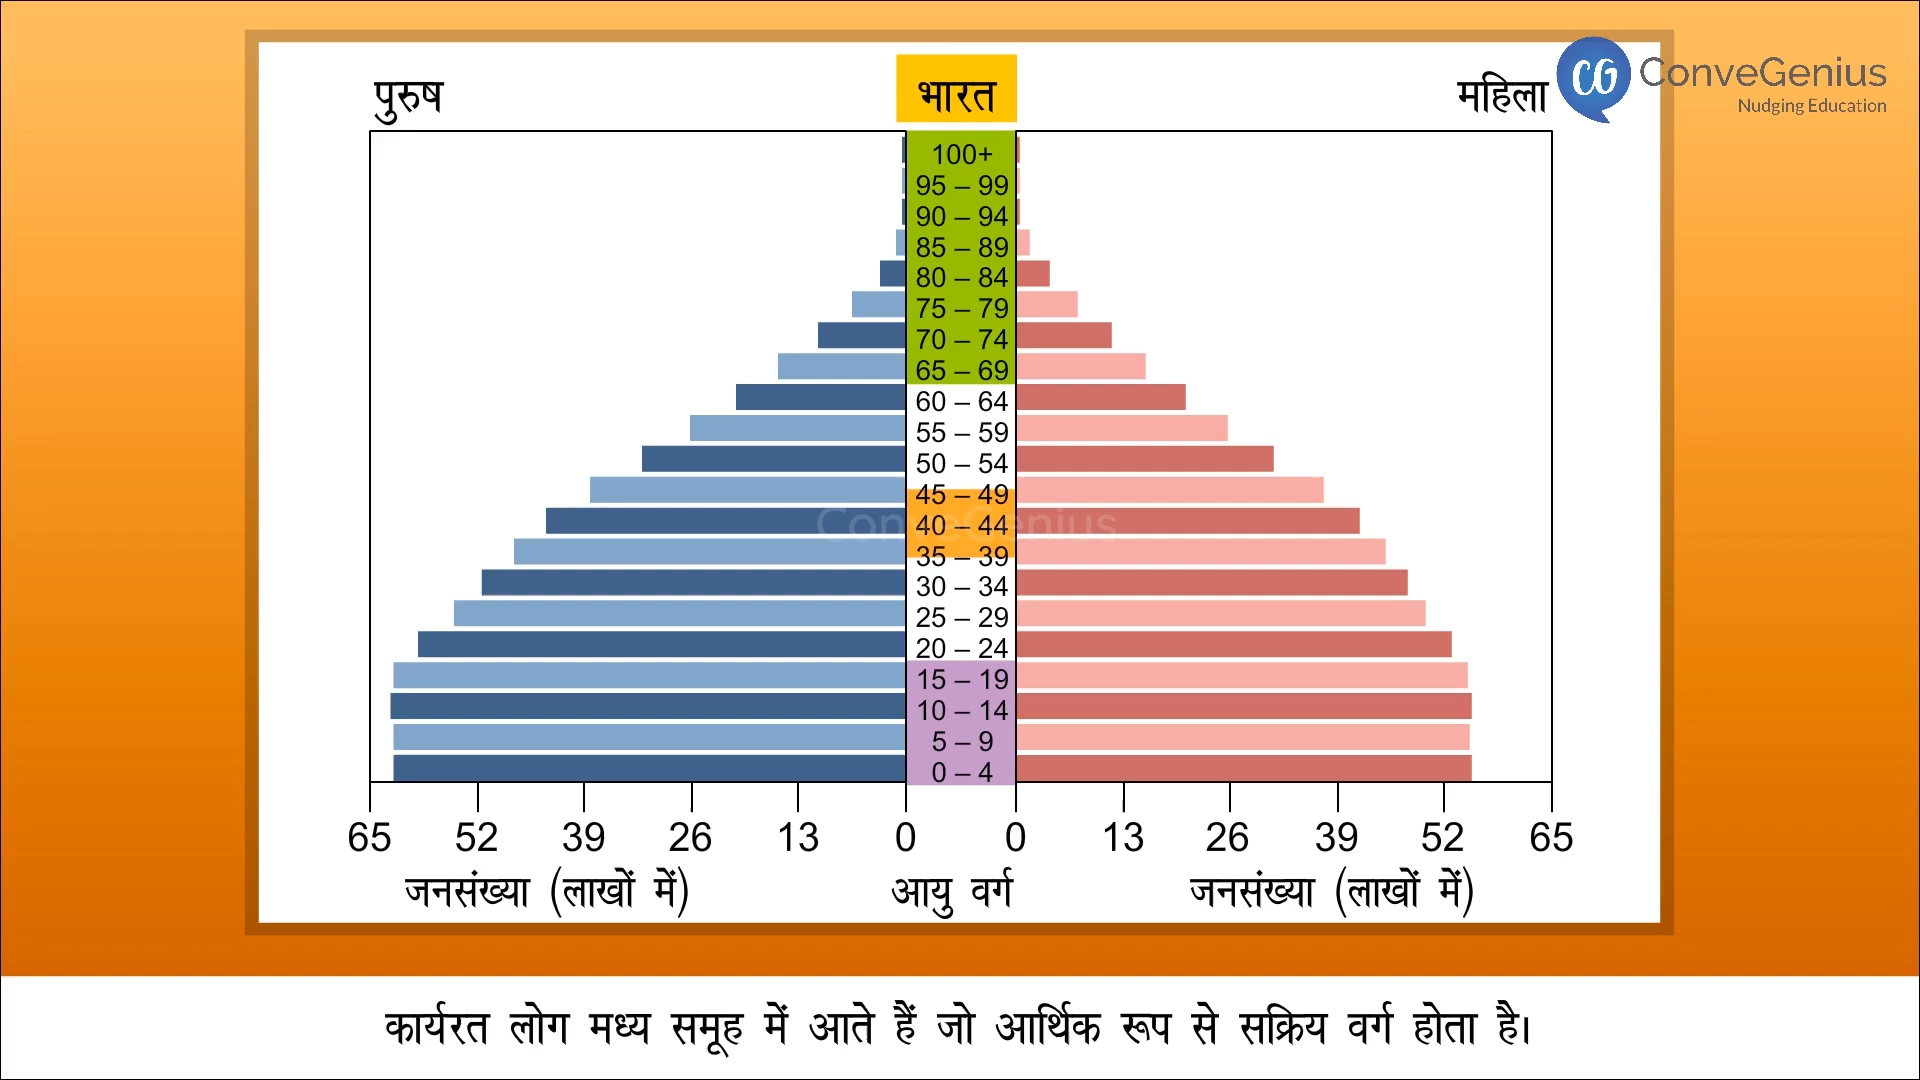 पुरुष
भारत
महिला
CG
ConveGenius
Nudging Education
100+
95 – 99
90 – 94
85 – 89
80 – 84
75 – 79
70 – 74
65 – 69
60 – 64
55 – 59
50 – 54
45 – 49
40 – 44
35 – 39
30 – 34
25 – 29
20 – 24
15 – 19
10 – 14
5 – 9
0 – 4
ConveGenius
65 52 39 26 13 0 0 13 26 39 52 65
जनसंख्या (लाखों में) आयु वर्ग जनसंख्या (लाखों में)
कार्यरत लोग मध्य समूह में आते हैं जो आर्थिक रूप से सक्रिय वर्ग होता है।